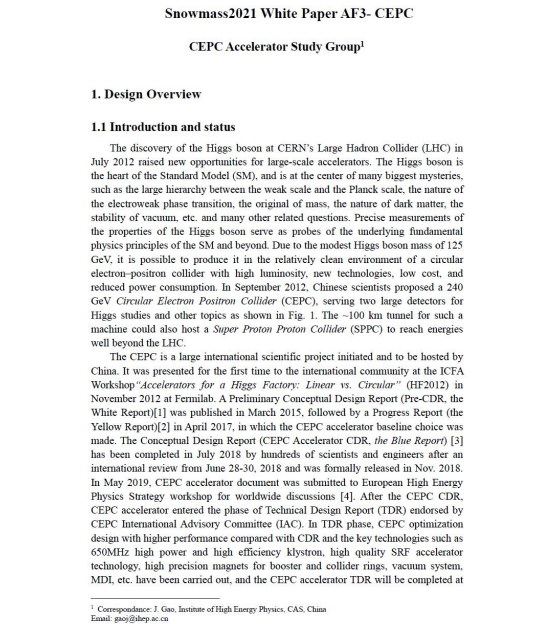 Snowmass2021 White Paper AF3- CEPC
CEPC Accelerator Study Group¹
1. Design Overview
1.1 Introduction and status
The discovery of the Higgs boson at CERN's Large Hadron Collider (LHC) in
July 2012 raised new opportunities for large-scale accelerators. The Higgs boson is
the heart of the Standard Model (SM), and is at the center of many biggest mysteries,
such as the large hierarchy between the weak scale and the Planck scale, the nature of
the electroweak phase transition, the original of mass, the nature of dark matter, the
stability of vacuum, etc. and many other related questions. Precise measurements of
the properties of the Higgs boson serve as probes of the underlying fundamental
physics principles of the SM and beyond. Due to the modest Higgs boson mass of 125
GeV, it is possible to produce it in the relatively clean environment of a circular
electron–positron collider with high luminosity, new technologies, low cost, and
reduced power consumption. In September 2012, Chinese scientists proposed a 240
GeV Circular Electron Positron Collider (CEPC), serving two large detectors for
Higgs studies and other topics as shown in Fig. 1. The ~100 km tunnel for such a
machine could also host a Super Proton Proton Collider (SPPC) to reach energies
well beyond the LHC.
The CEPC is a large international scientific project initiated and to be hosted by
China. It was presented for the first time to the international community at the ICFA
Workshop "Accelerators for a Higgs Factory: Linear vs. Circular" (HF2012) in
November 2012 at Fermilab. A Preliminary Conceptual Design Report (Pre-CDR, the
White Report)[1] was published in March 2015, followed by a Progress Report (the
Yellow Report)[2] in April 2017, in which the CEPC accelerator baseline choice was
made. The Conceptual Design Report (CEPC Accelerator CDR, the Blue Report) [3]
has been completed in July 2018 by hundreds of scientists and engineers after an
international review from June 28-30, 2018 and was formally released in Nov. 2018.
In May 2019, CEPC accelerator document was submitted to European High Energy
Physics Strategy workshop for worldwide discussions [4]. After the CEPC CDR,
CEPC accelerator entered the phase of Technical Design Report (TDR) endorsed by
CEPC International Advisory Committee (IAC). In TDR phase, CEPC optimization
design with higher performance compared with CDR and the key technologies such as
650MHz high power and high efficiency klystron, high quality SRF accelerator
technology, high precision magnets for booster and collider rings, vacuum system,
MDI, etc. have been carried out, and the CEPC accelerator TDR will be completed at
¹ Correspondance: J. Gao, Institute of High Energy Physics, CAS, China
Email: gaoj@ihep.ac.cn